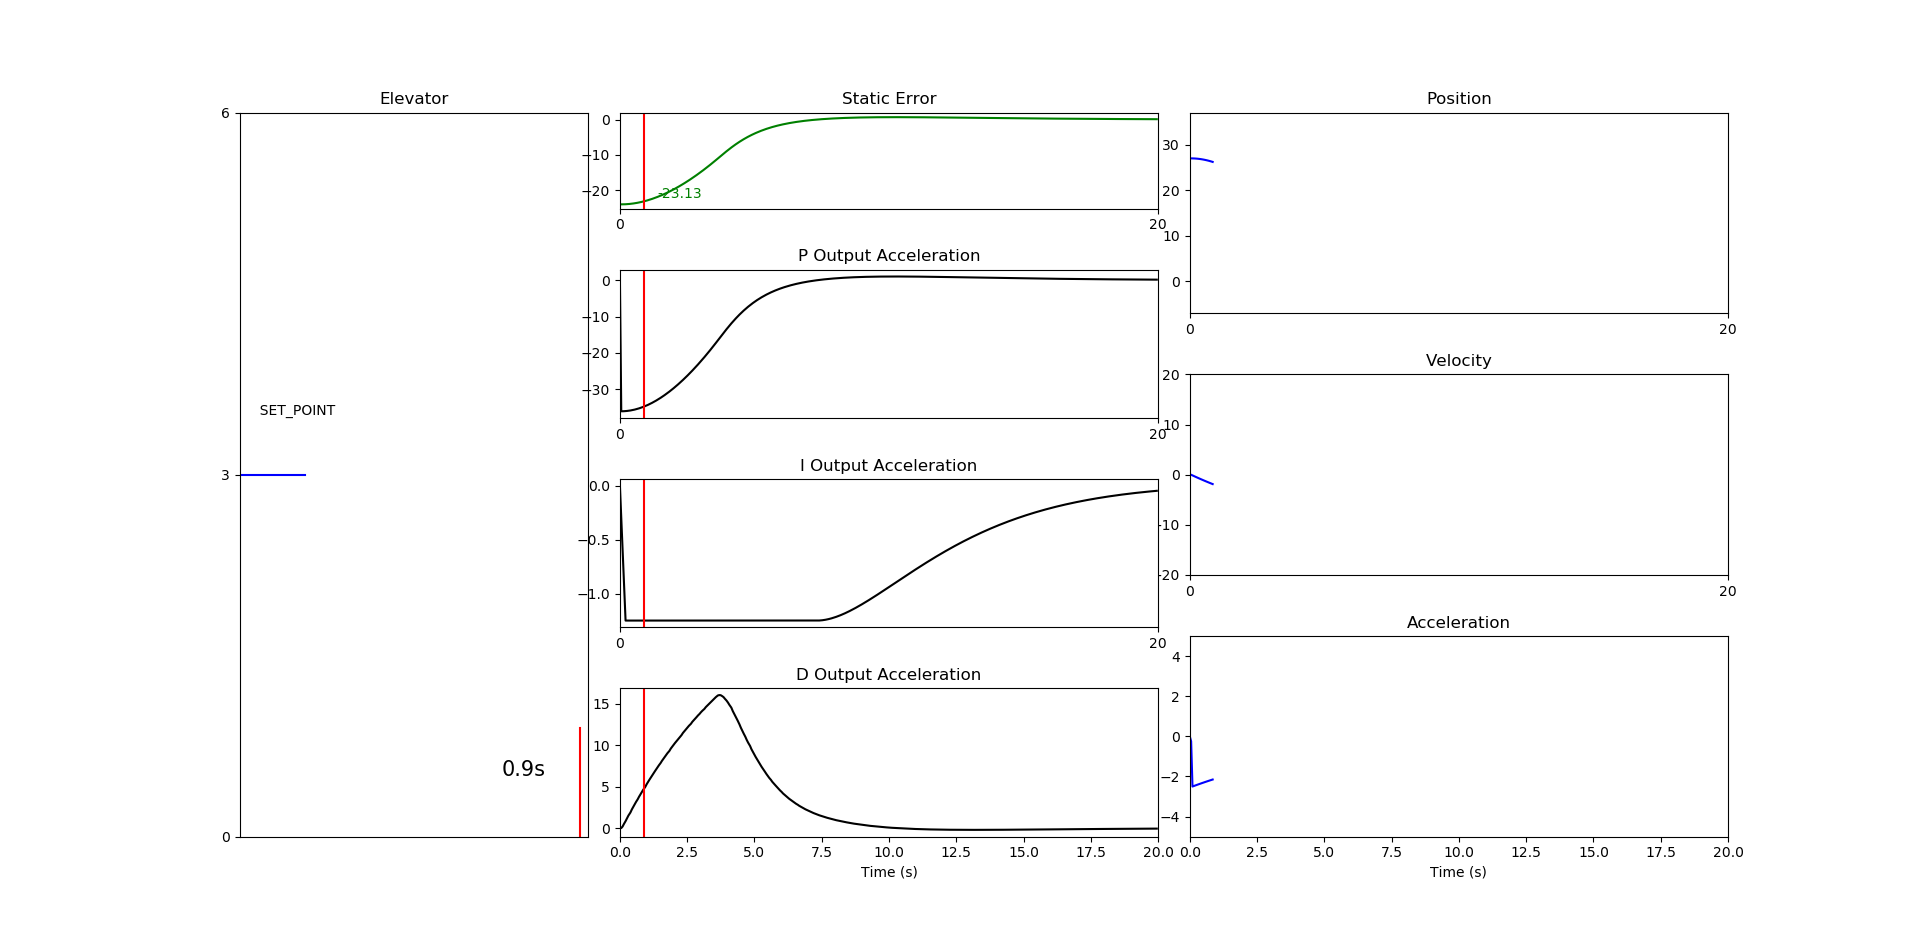 Elevator
6
3
0
SET_POINT
0.9s
Static Error
0
−10
−20
-23.13
0 20
P Output Acceleration
0
−10
−20
−30
0 20
I Output Acceleration
0.0
−0.5
−1.0
0 20
D Output Acceleration
15
10
5
0
0.0 2.5 5.0 7.5 10.0 12.5 15.0 17.5 20.0
Time (s)
Position
30
20
10
0
0 20
Velocity
20
10
0
-10
-20
0 20
Acceleration
4
2
0
−2
−4
0.0 2.5 5.0 7.5 10.0 12.5 15.0 17.5 20.0
Time (s)